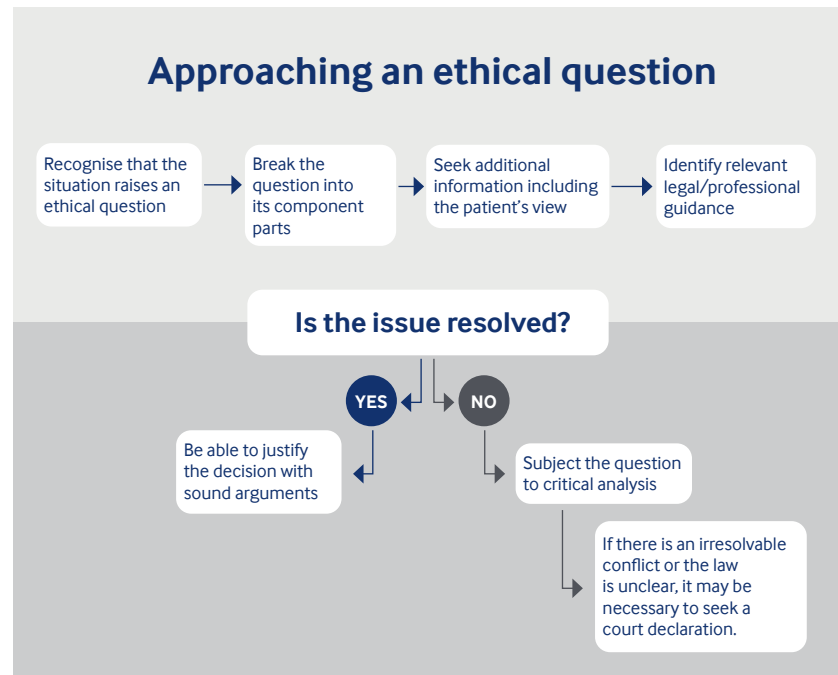 Approaching an ethical question
Recognise that the
situation raises an
ethical question
Break the
question into
its component
parts
Seek additional
information including
the patient's view
Identify relevant
legal/professional
guidance
Is the issue resolved?
YES
NO
Be able to justify
the decision with
sound arguments
Subject the question
to critical analysis
If there is an irresolvable
conflict or the law
is unclear, it may be
necessary to seek a
court declaration.